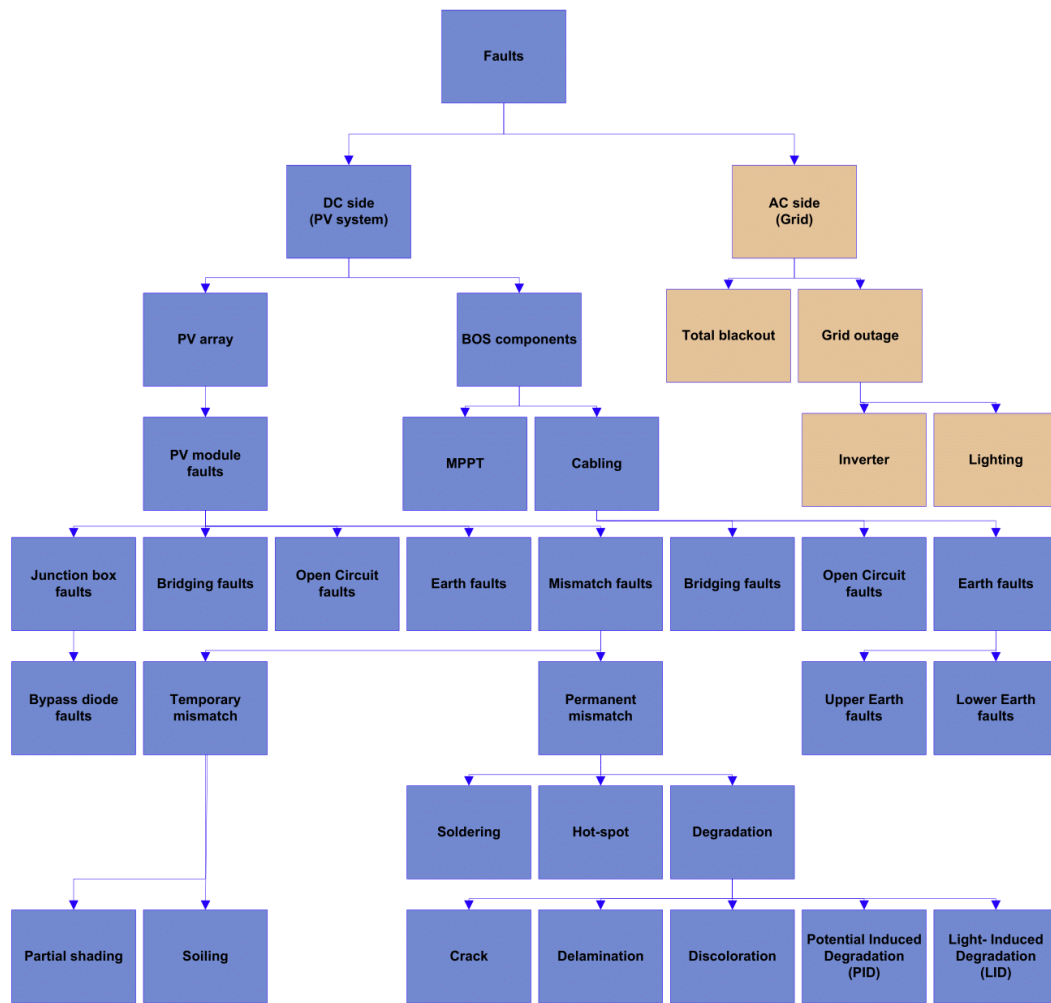 Faults
DC side
(PV system)
AC side
(Grid)
PV array
BOS components
Total blackout
Grid outage
PV module
faults
MPPT
Cabling
Inverter
Lighting
Junction box
faults
Bridging faults
Open Circuit
faults
Earth faults
Mismatch faults
Bridging faults
Open Circuit
faults
Earth faults
Bypass diode
faults
Temporary
mismatch
Permanent
mismatch
Upper Earth
faults
Lower Earth
faults
Soldering
Hot-spot
Degradation
Partial shading
Soiling
Crack
Delamination
Discoloration
Potential Induced
Degradation
(PID)
Light- Induced
Degradation
(LID)